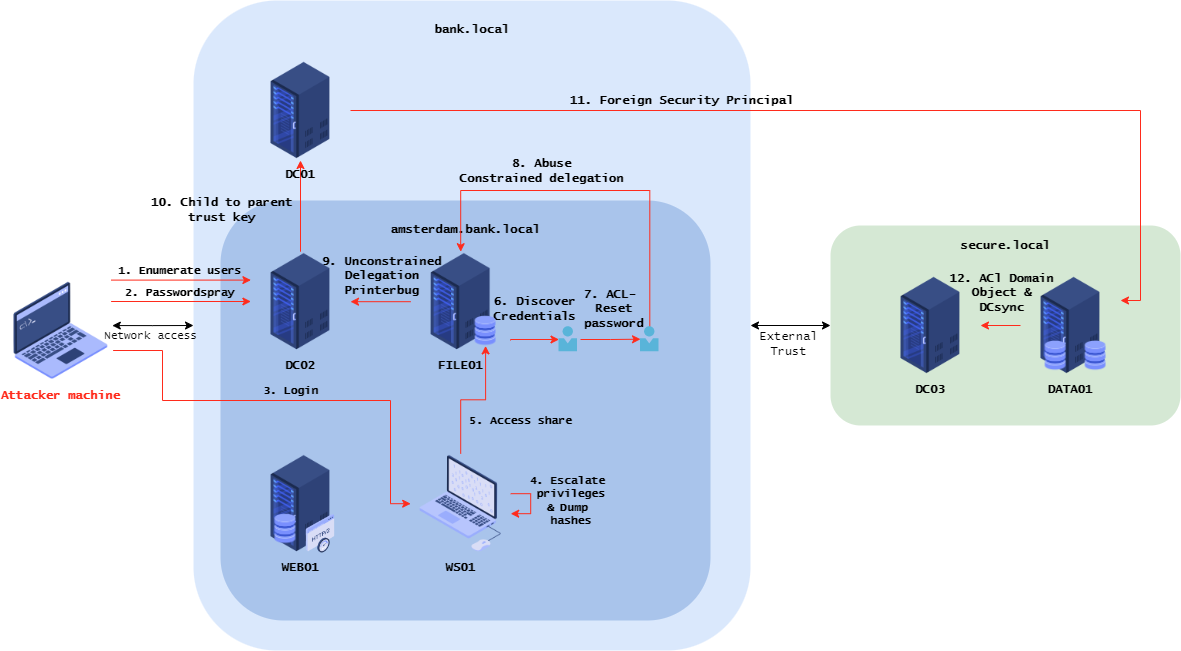 bank.local
11. Foreign Security Principal
DC01
8. Abuse
Constrained delegation
10. Child to parent
trust key
amsterdam.bank.local
secure.local
9. Unconstrained
Delegation
Printerbug
1. Enumerate users
2. Passwordspray
6. Discover
Credentials
7. ACL-
Reset
password
12. ACl Domain
Object &
DCsync
Network access
External
Trust
DC02
FILE01
DC03
DATA01
Attacker machine
3. Login
5. Access share
4. Escalate
privileges
& Dump
hashes
HTTP/2
WEB01
WS01